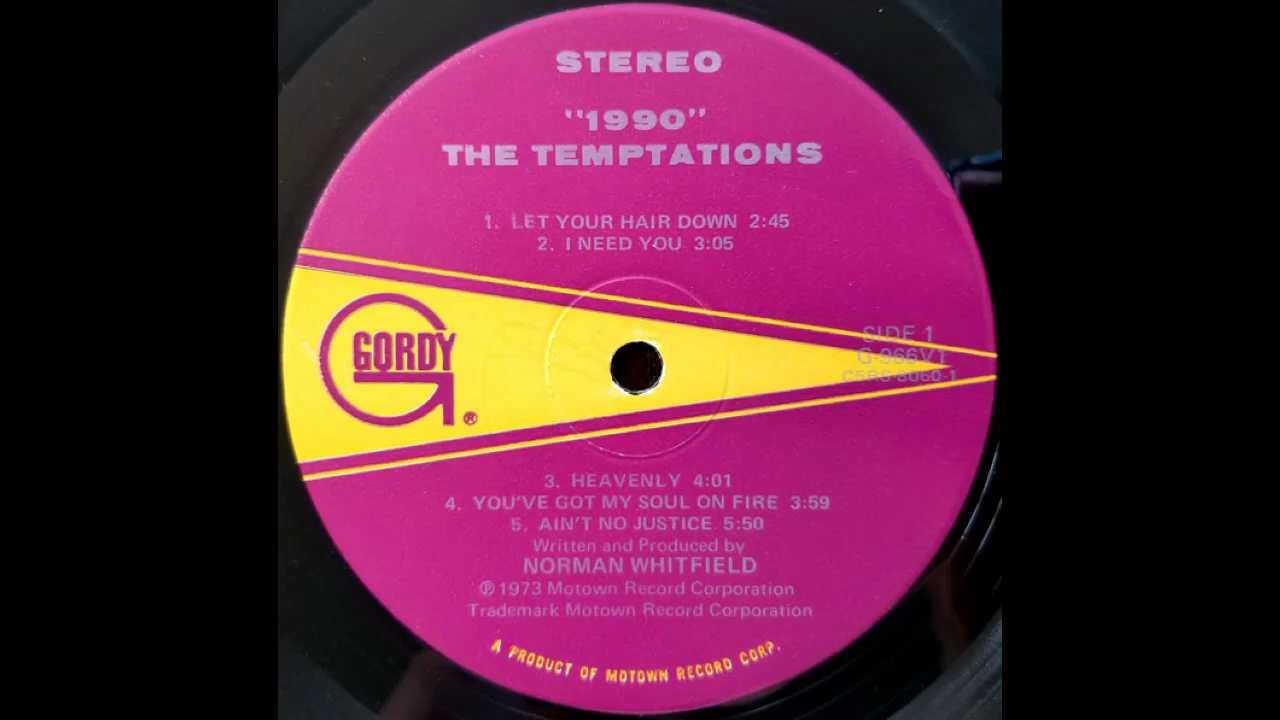 STEREO
"1990"
THE TEMPTATIONS
1. LET YOUR HAIR DOWN 2:45
2. I NEED YOU 3:05
GORDY
®
SIDE 1
G-966V1
3. HEAVENLY 4:01
4. YOU'VE GOT MY SOUL ON FIRE 3:59
5. AIN'T NO JUSTICE 5:50
Written and Produced by
NORMAN WHITFIELD
℗ 1973 Motown Record Corporation
Trademark Motown Record Corporation
A PRODUCT OF MOTOWN RECORD CORP.